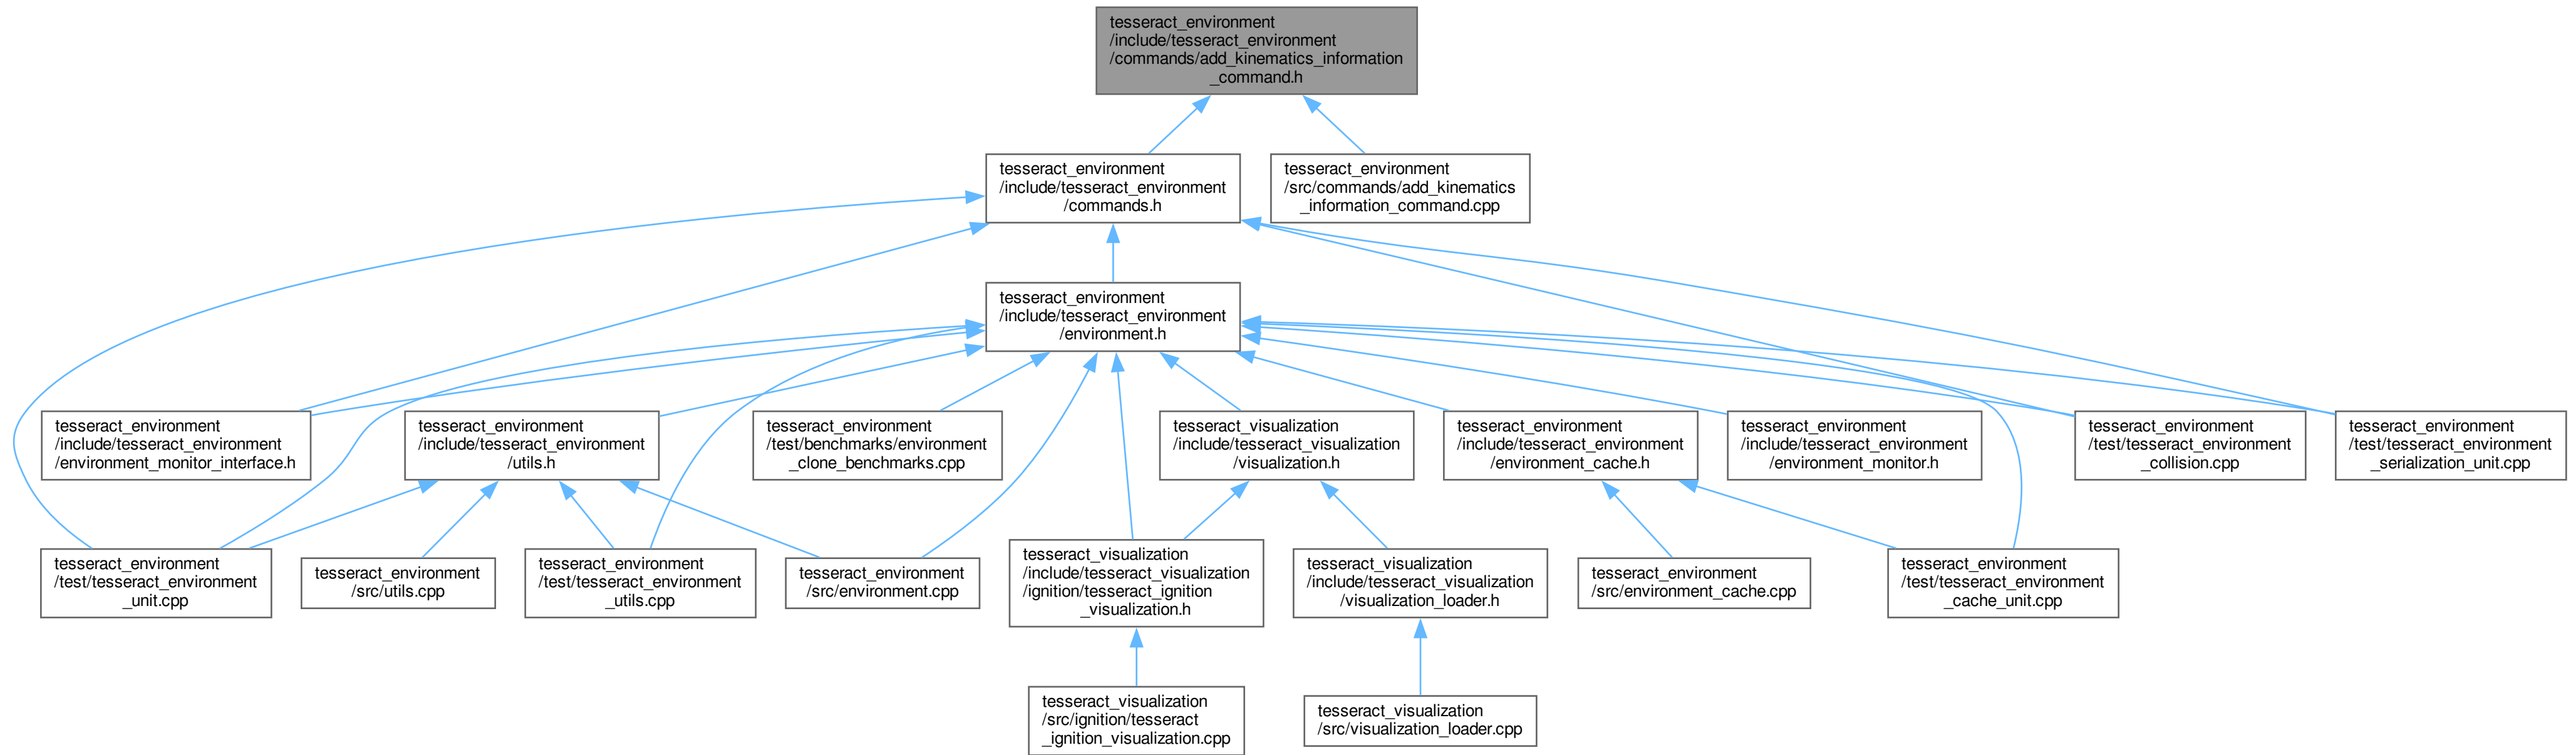 tesseract_environment
/include/tesseract_environment
/commands/add_kinematics_information
_command.h
tesseract_environment
/include/tesseract_environment
/commands.h
tesseract_environment
/src/commands/add_kinematics
_information_command.cpp
tesseract_environment
/include/tesseract_environment
/environment.h
tesseract_environment
/include/tesseract_environment
/environment_monitor_interface.h
tesseract_environment
/include/tesseract_environment
/utils.h
tesseract_environment
/test/benchmarks/environment
_clone_benchmarks.cpp
tesseract_visualization
/include/tesseract_visualization
/visualization.h
tesseract_environment
/include/tesseract_environment
/environment_cache.h
tesseract_environment
/include/tesseract_environment
/environment_monitor.h
tesseract_environment
/test/tesseract_environment
_collision.cpp
tesseract_environment
/test/tesseract_environment
_serialization_unit.cpp
tesseract_environment
/test/tesseract_environment
_unit.cpp
tesseract_environment
/src/utils.cpp
tesseract_environment
/test/tesseract_environment
_utils.cpp
tesseract_environment
/src/environment.cpp
tesseract_visualization
/include/tesseract_visualization
/ignition/tesseract_ignition
_visualization.h
tesseract_visualization
/include/tesseract_visualization
/visualization_loader.h
tesseract_environment
/src/environment_cache.cpp
tesseract_environment
/test/tesseract_environment
_cache_unit.cpp
tesseract_visualization
/src/ignition/tesseract
_ignition_visualization.cpp
tesseract_visualization
/src/visualization_loader.cpp